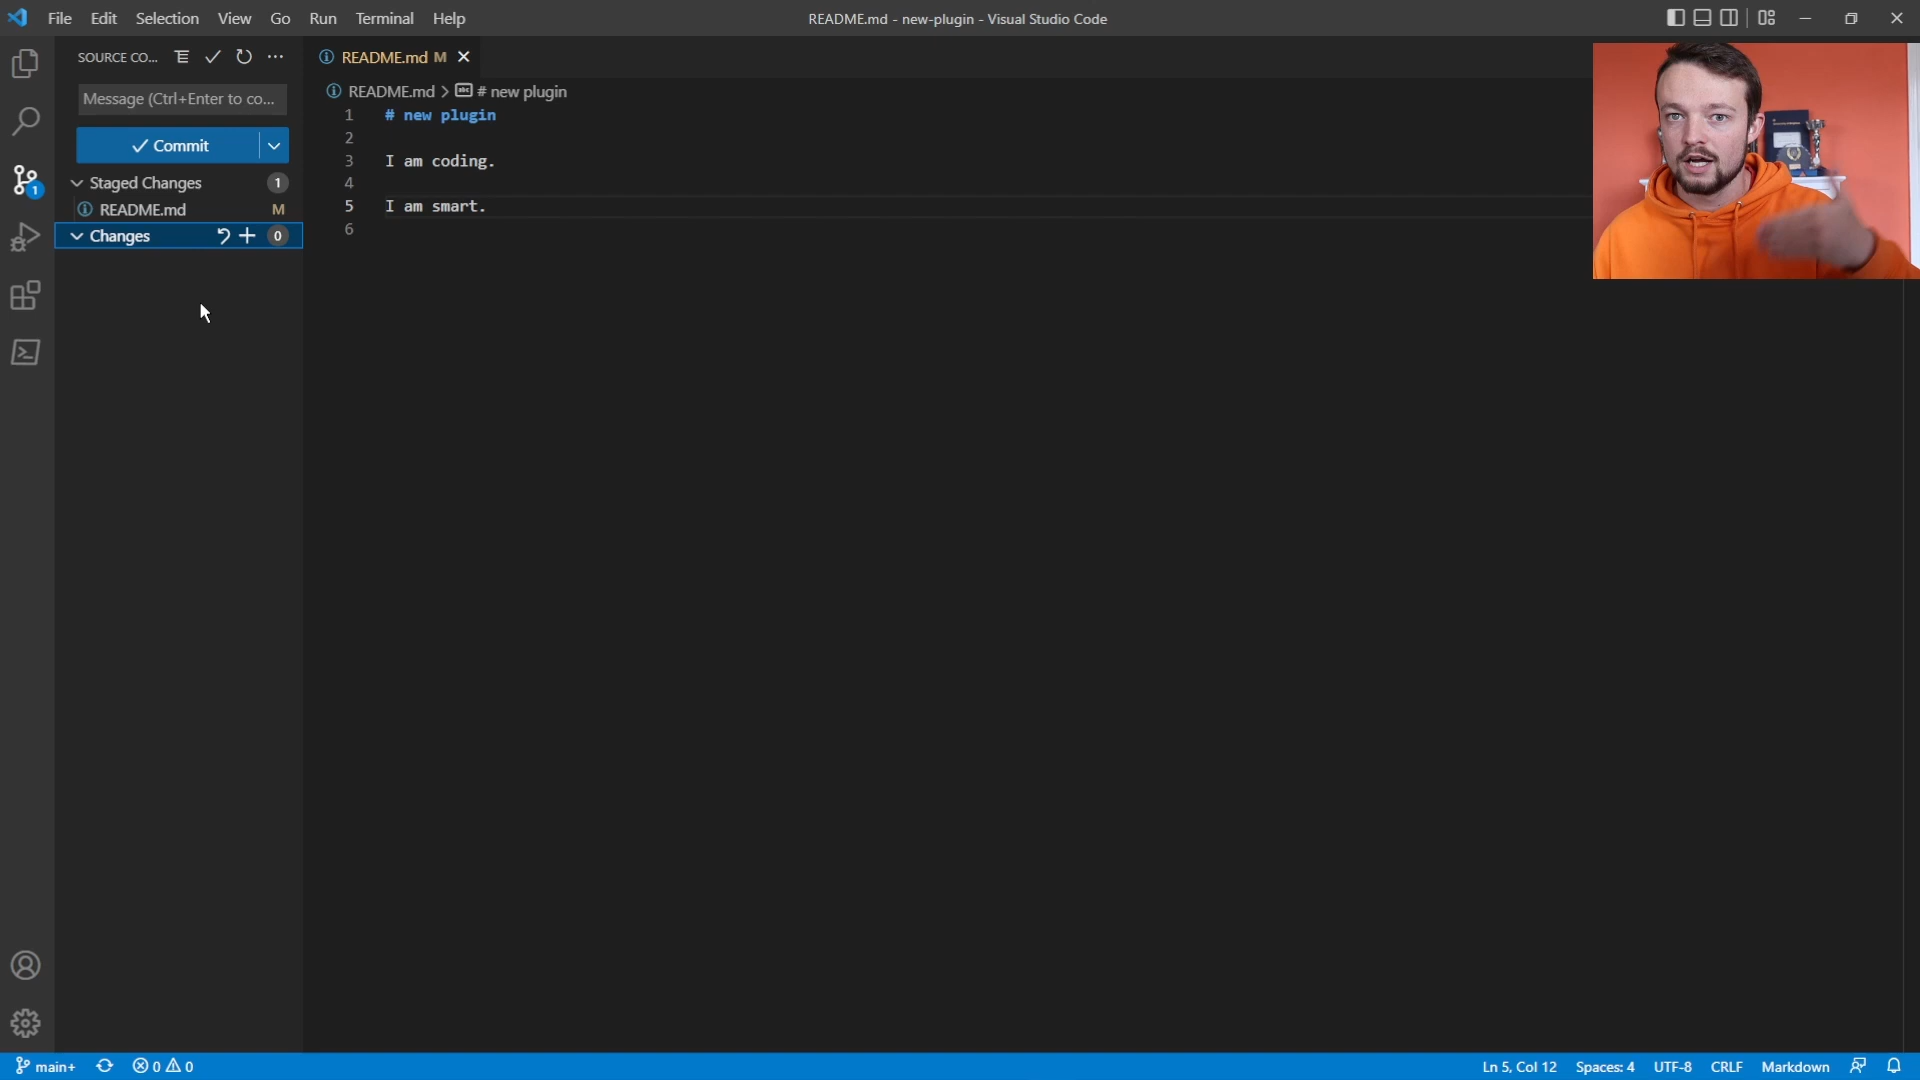 File Edit Selection View Go Run Terminal Help
README.md - new-plugin - Visual Studio Code
SOURCE CO...
README.md M
Message (Ctrl+Enter to co...
README.md > # new plugin
Commit
Staged Changes 1
README.md M
Changes 0
1 # new plugin
2
3 I am coding.
4
5 I am smart.
6
1
main+ 0 0
Ln 5, Col 12 Spaces: 4 UTF-8 CRLF Markdown